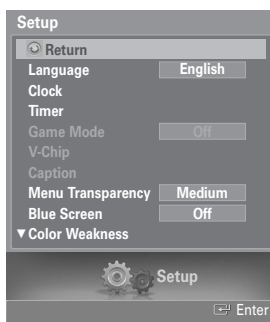 Setup
Return
Language English
Clock
Timer
Game Mode Off
V-Chip
Caption
Menu Transparency Medium
Blue Screen Off
▼ Color Weakness
Setup
Enter